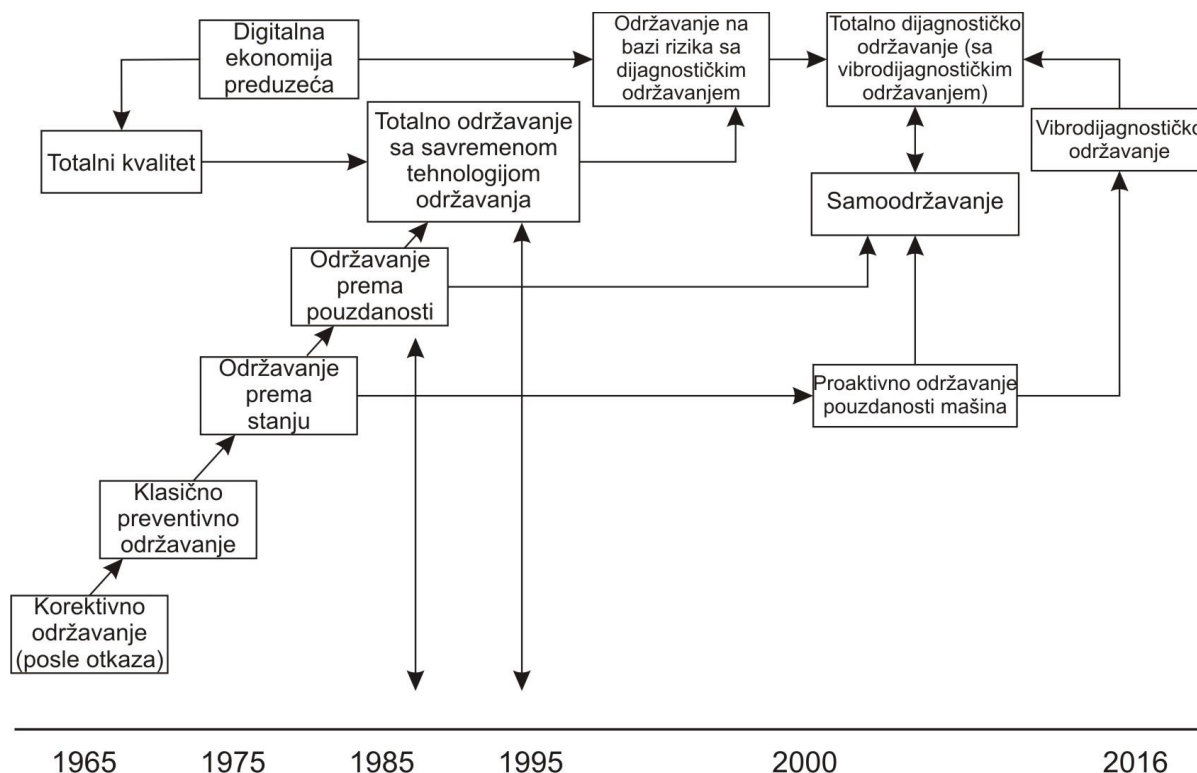 Digitalna
ekonomija
preduzeća
Održavanje na
bazi rizika sa
dijagnostičkim
održavanjem
Totalno dijagnostičko
održavanje (sa
vibrodijagnostičkim
održavanjem)
Totalni kvalitet
Totalno održavanje
sa savremenom
tehnologijom
održavanja
Vibrodijagnostičko
održavanje
Samoodržavanje
Održavanje
prema
pouzdanosti
Održavanje
prema
stanju
Proaktivno održavanje
pouzdanosti mašina
Klasično
preventivno
održavanje
Korektivno
održavanje
(posle otkaza)
1965 1975 1985 1995 2000 2016